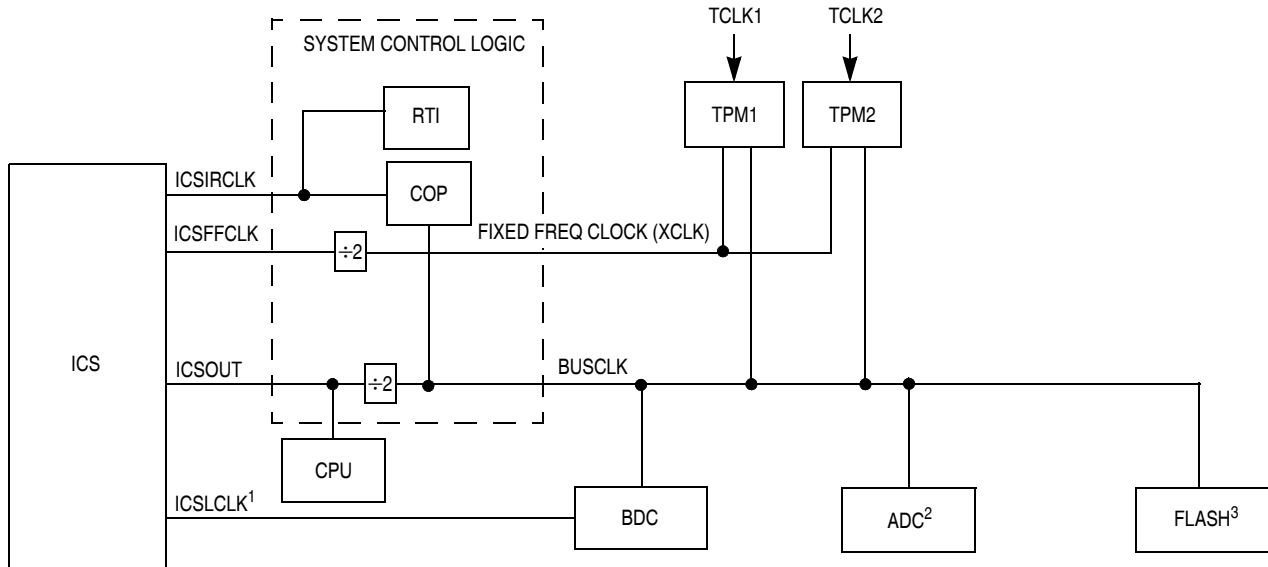 TCLK1
TCLK2
SYSTEM CONTROL LOGIC
RTI
TPM1
TPM2
ICSIRCLK
COP
ICSFFCLK
÷2
FIXED FREQ CLOCK (XCLK)
ICS
ICSOUT
÷2
BUSCLK
CPU
ICSLCLK¹
BDC
ADC²
FLASH³